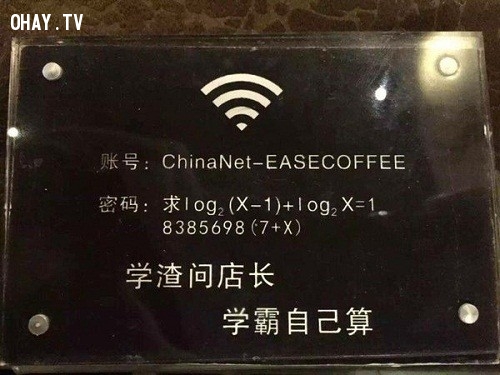 OHAY.TV
账号: ChinaNet-EASECOFFEE
密码: 求log₂(X-1)+log₂X=1
8385698(7+X)
学渣问店长
学霸自己算